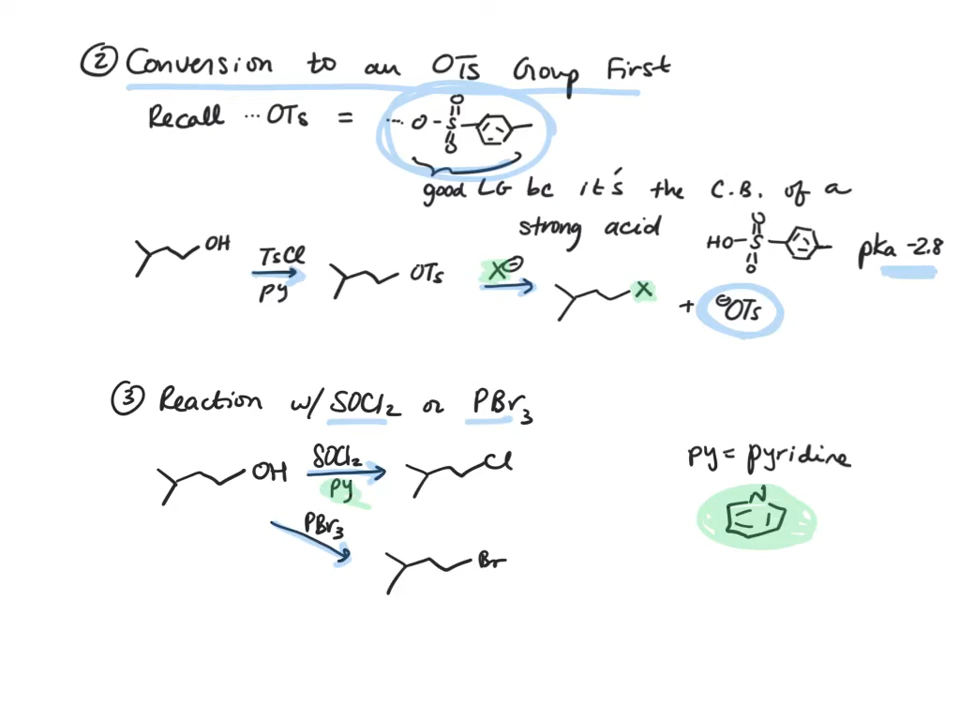 ② Conversion to an OTs Group First
Recall ... OTs = ... O-S
O
O
good LG bc it's the C.B. of a
strong acid
HO-S
O
O
pka -2.8
OH
TsCl
py
OTs
X⊖
X
+ ⊖OTs
③ Reaction w/ SOCl₂ or PBr₃
OH
SOCl₂
py
Cl
py = pyridine
N
PBr₃
Br